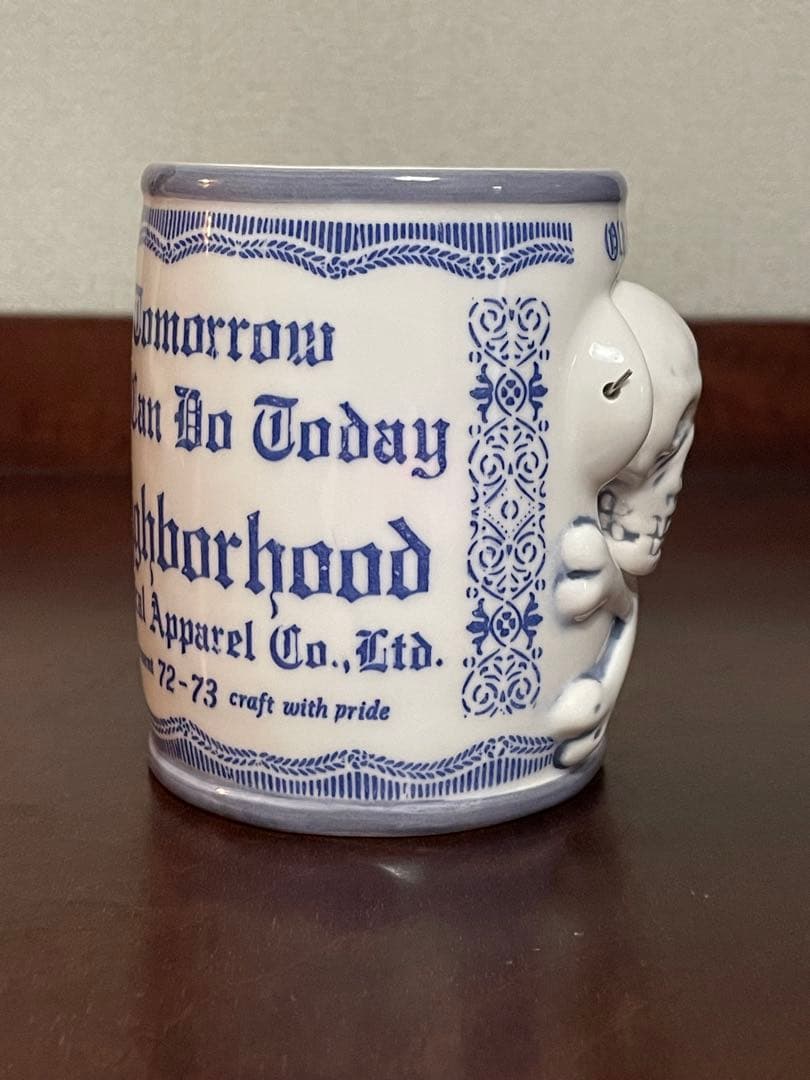 Tomorrow
Can Do Today
ghborhood
al Apparel Co., Ltd.
72-73 craft with pride